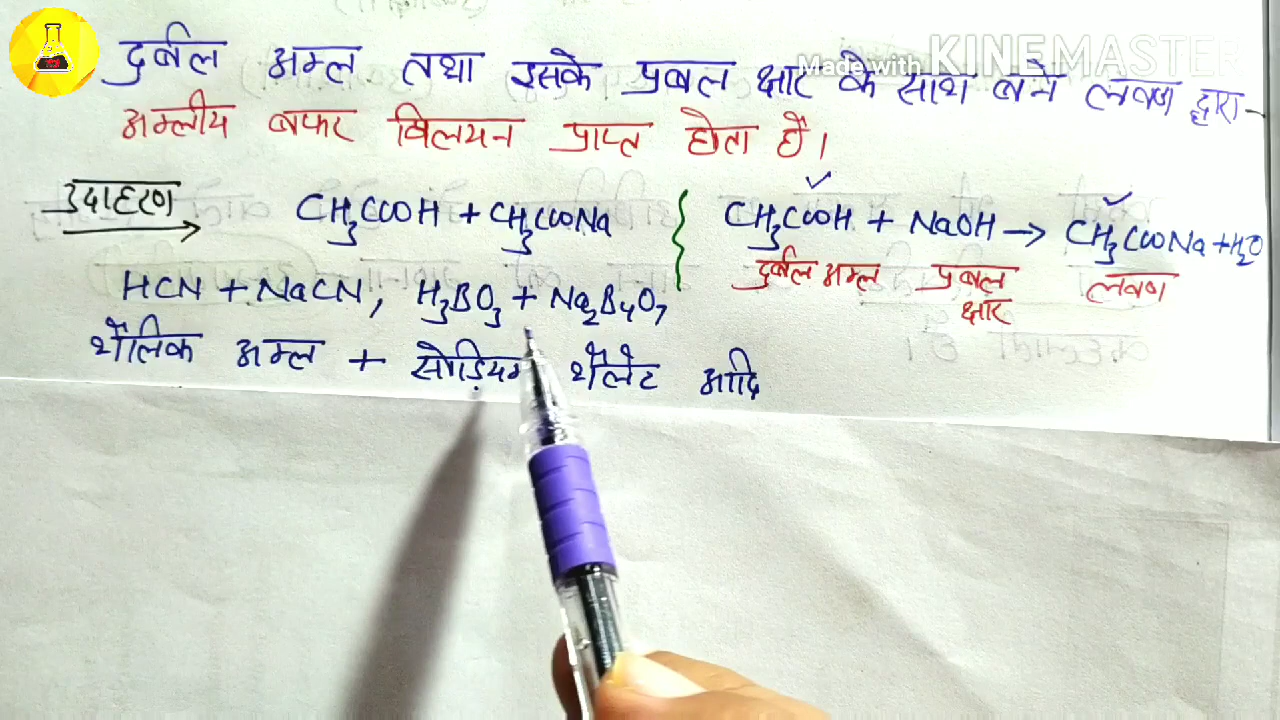 Made with KINEMASTER
दुर्बल अम्ल तथा इसके प्रबल क्षार के साथ बने लवण द्वारा-
अम्लीय बफर विलयन प्राप्त होता है।
उदाहरण CH₃COOH + CH₃COONa
HCN + NaCN, H₃BO₃ + Na₂B₄O₇
थैलिक अम्ल + सोड़ियम थैलेट आदि
CH₃COOH + NaOH → CH₃COONa + H₂O
दुर्बल अम्ल प्रबल क्षार लवण